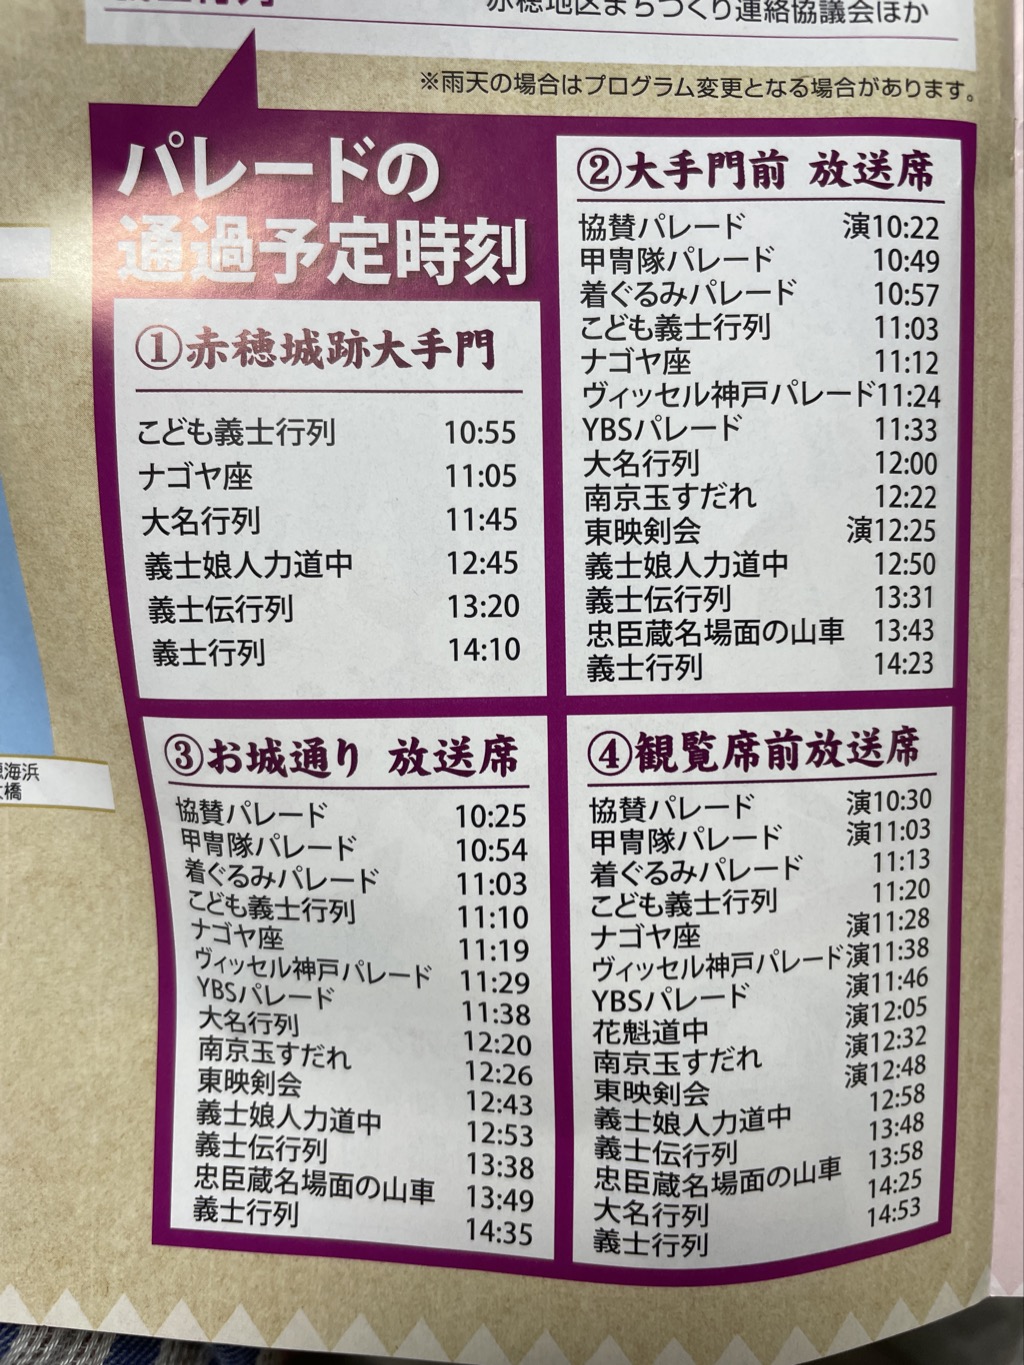 赤穂地区まちづくり連絡協議会ほか
※雨天の場合はプログラム変更となる場合があります。
パレードの
通過予定時刻
①赤穂城跡大手門
こども義士行列 10:55
ナゴヤ座 11:05
大名行列 11:45
義士娘人力道中 12:45
義士伝行列 13:20
義士行列 14:10
②大手門前 放送席
協賛パレード 演10:22
甲冑隊パレード 10:49
着ぐるみパレード 10:57
こども義士行列 11:03
ナゴヤ座 11:12
ヴィッセル神戸パレード11:24
YBSパレード 11:33
大名行列 12:00
南京玉すだれ 12:22
東映剣会 演12:25
義士娘人力道中 12:50
義士伝行列 13:31
忠臣蔵名場面の山車 13:43
義士行列 14:23
③お城通り 放送席
協賛パレード 10:25
甲冑隊パレード 10:54
着ぐるみパレード 11:03
こども義士行列 11:10
ナゴヤ座 11:19
ヴィッセル神戸パレード 11:29
YBSパレード 11:38
大名行列 12:20
南京玉すだれ 12:26
東映剣会 12:43
義士娘人力道中 12:53
義士伝行列 13:38
忠臣蔵名場面の山車 13:49
義士行列 14:35
④観覧席前放送席
協賛パレード 演10:30
甲冑隊パレード 演11:03
着ぐるみパレード 11:13
こども義士行列 11:20
ナゴヤ座 演11:28
ヴィッセル神戸パレード演11:38
YBSパレード 演11:46
花魁道中 演12:05
南京玉すだれ 演12:32
東映剣会 演12:48
義士娘人力道中 12:58
義士伝行列 13:48
忠臣蔵名場面の山車 13:58
大名行列 14:25
義士行列 14:53
海浜
橋